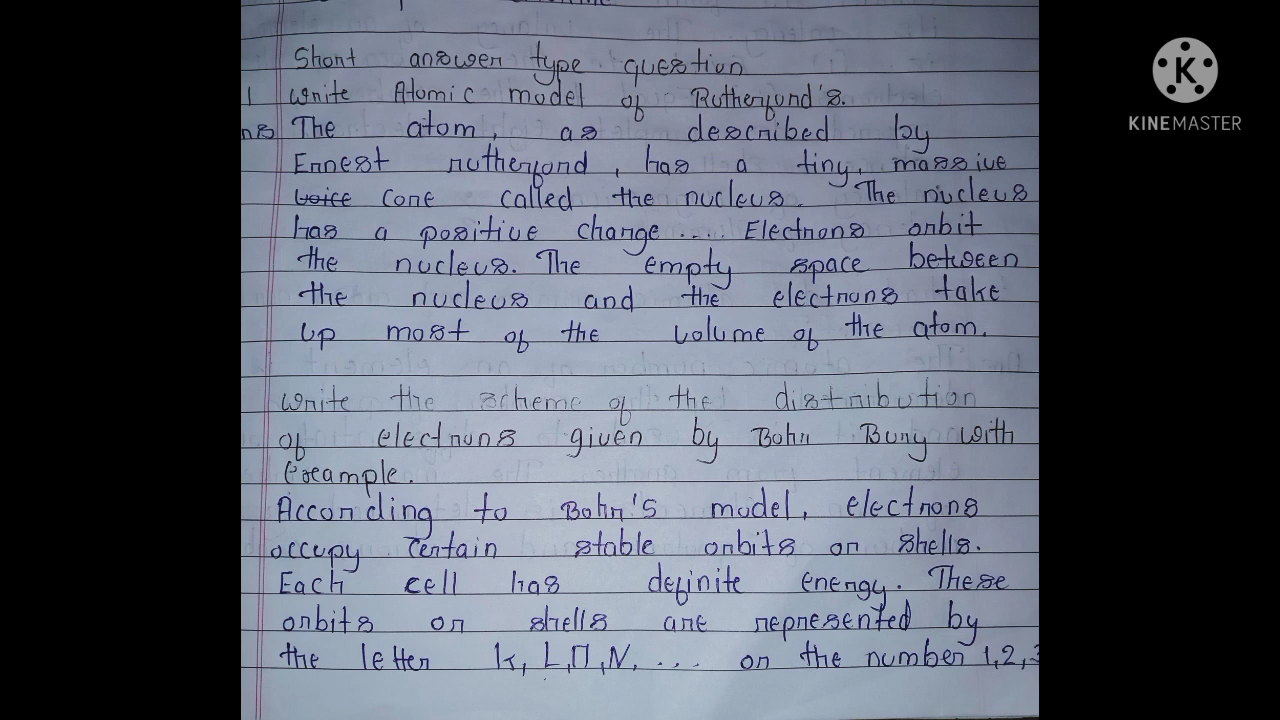 Short answer type question
1 Write Atomic model of Rutherford's.
ns The atom, as described by
Ernest rutherford, has a tiny, massive
voice core called the nucleus. The nucleus
has a positive charge .... Electrons orbit
the nucleus. The empty space between
the nucleus and the electrons take
up most of the volume of the atom.
Write the scheme of the distribution
of electrons given by Bohr Bury with
Example.
According to Bohr's model, electrons
occupy certain stable orbits or shells.
Each cell has definite energy. These
orbits or shells are represented by
the letter K, L, M, N, ... or the number 1,2,3
KINEMASTER